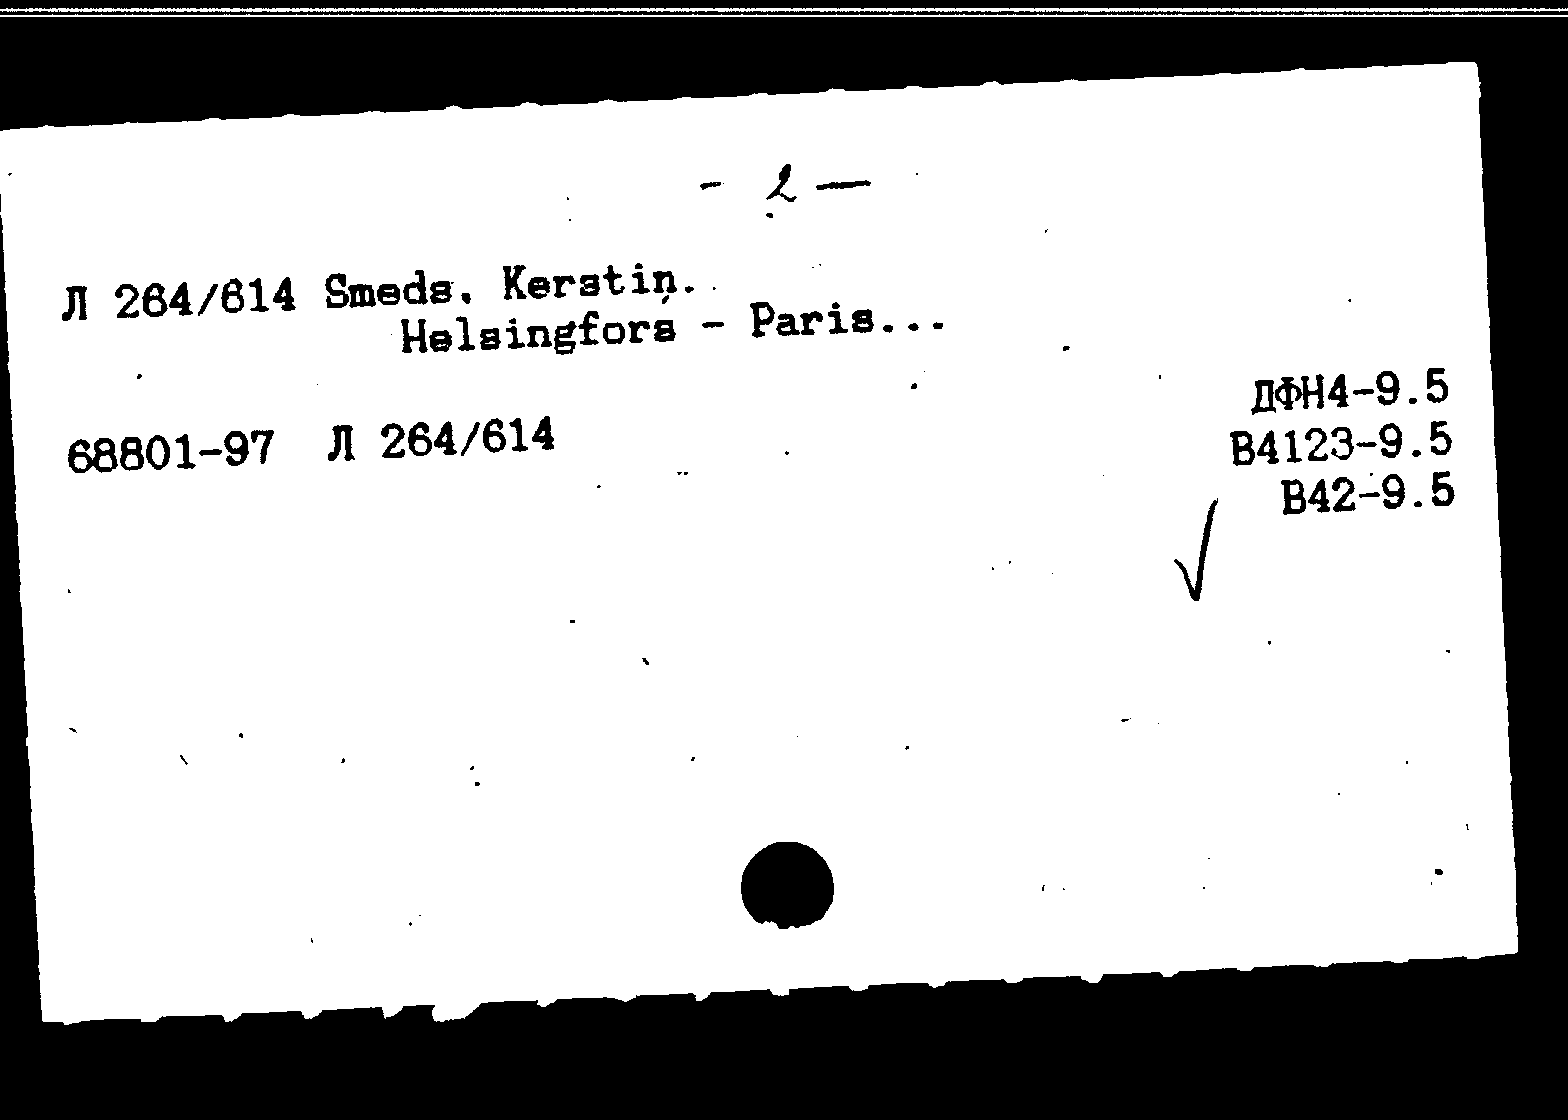 - 2 —
Л 264/614 Smeds, Kerstin.
Helsingfors - Paris...
ДФН4-9.5
68801-97 Л 264/614
В4123-9.5
В42-9.5